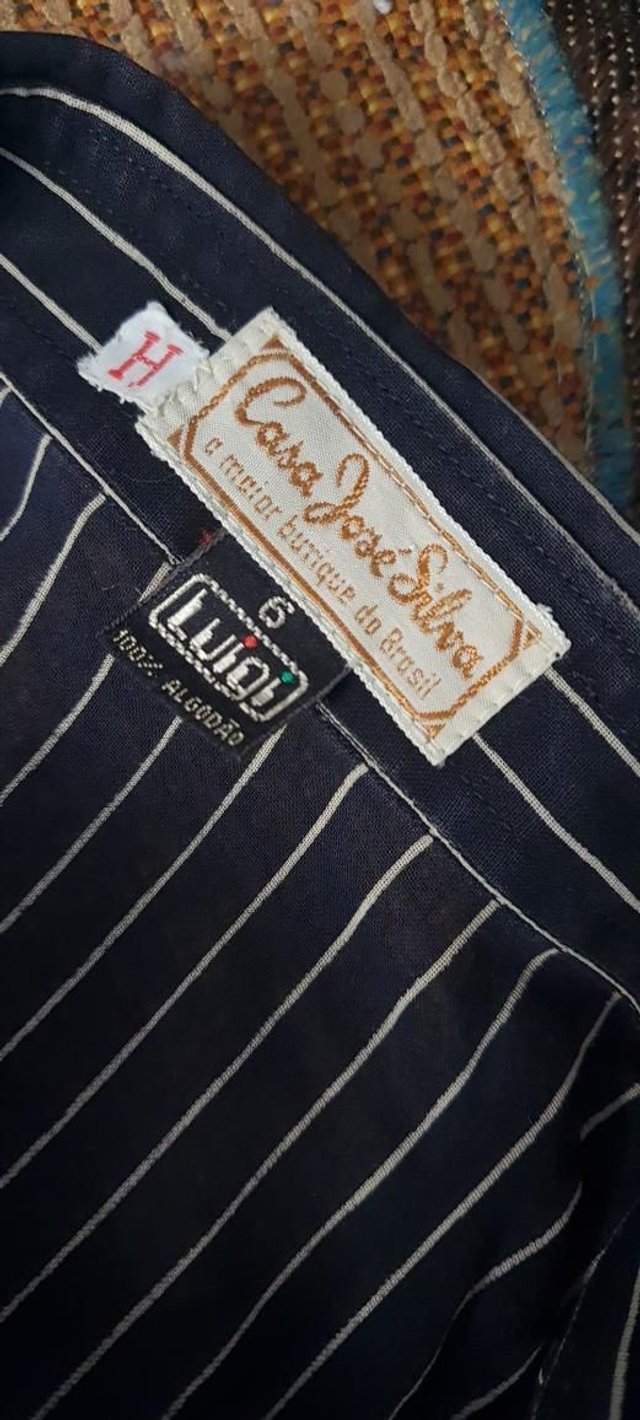 H
Casa José Silva
a maior butique do Brasil
6
Luigi
100% ALGODÃO